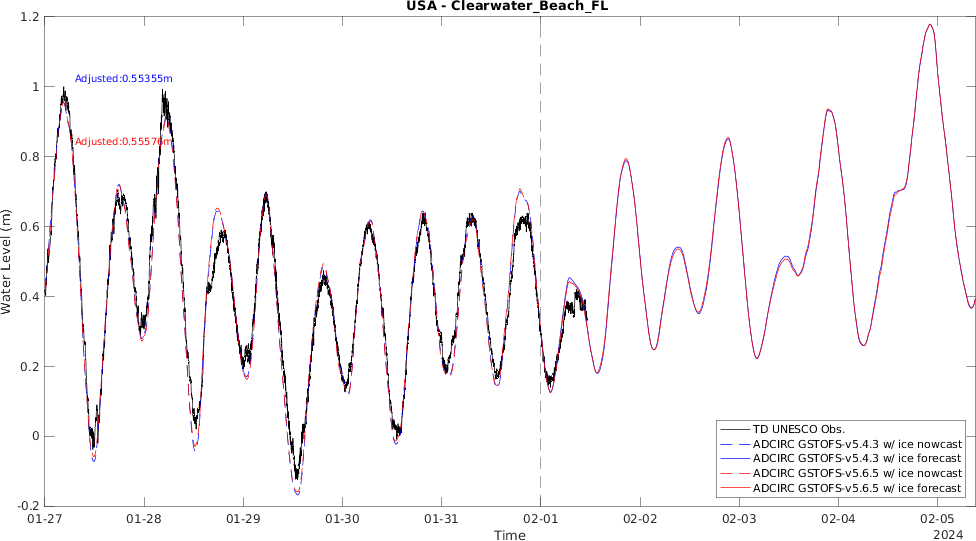 USA - Clearwater_Beach_FL
1.2
1
0.8
0.6
0.4
0.2
0
-0.2
Water Level (m)
Adjusted:0.55355m
Adjusted:0.55576m
TD UNESCO Obs.
ADCIRC GSTOFS-v5.4.3 w/ ice nowcast
ADCIRC GSTOFS-v5.4.3 w/ ice forecast
ADCIRC GSTOFS-v5.6.5 w/ ice nowcast
ADCIRC GSTOFS-v5.6.5 w/ ice forecast
01-27 01-28 01-29 01-30 01-31 02-01 02-02 02-03 02-04 02-05
Time
2024